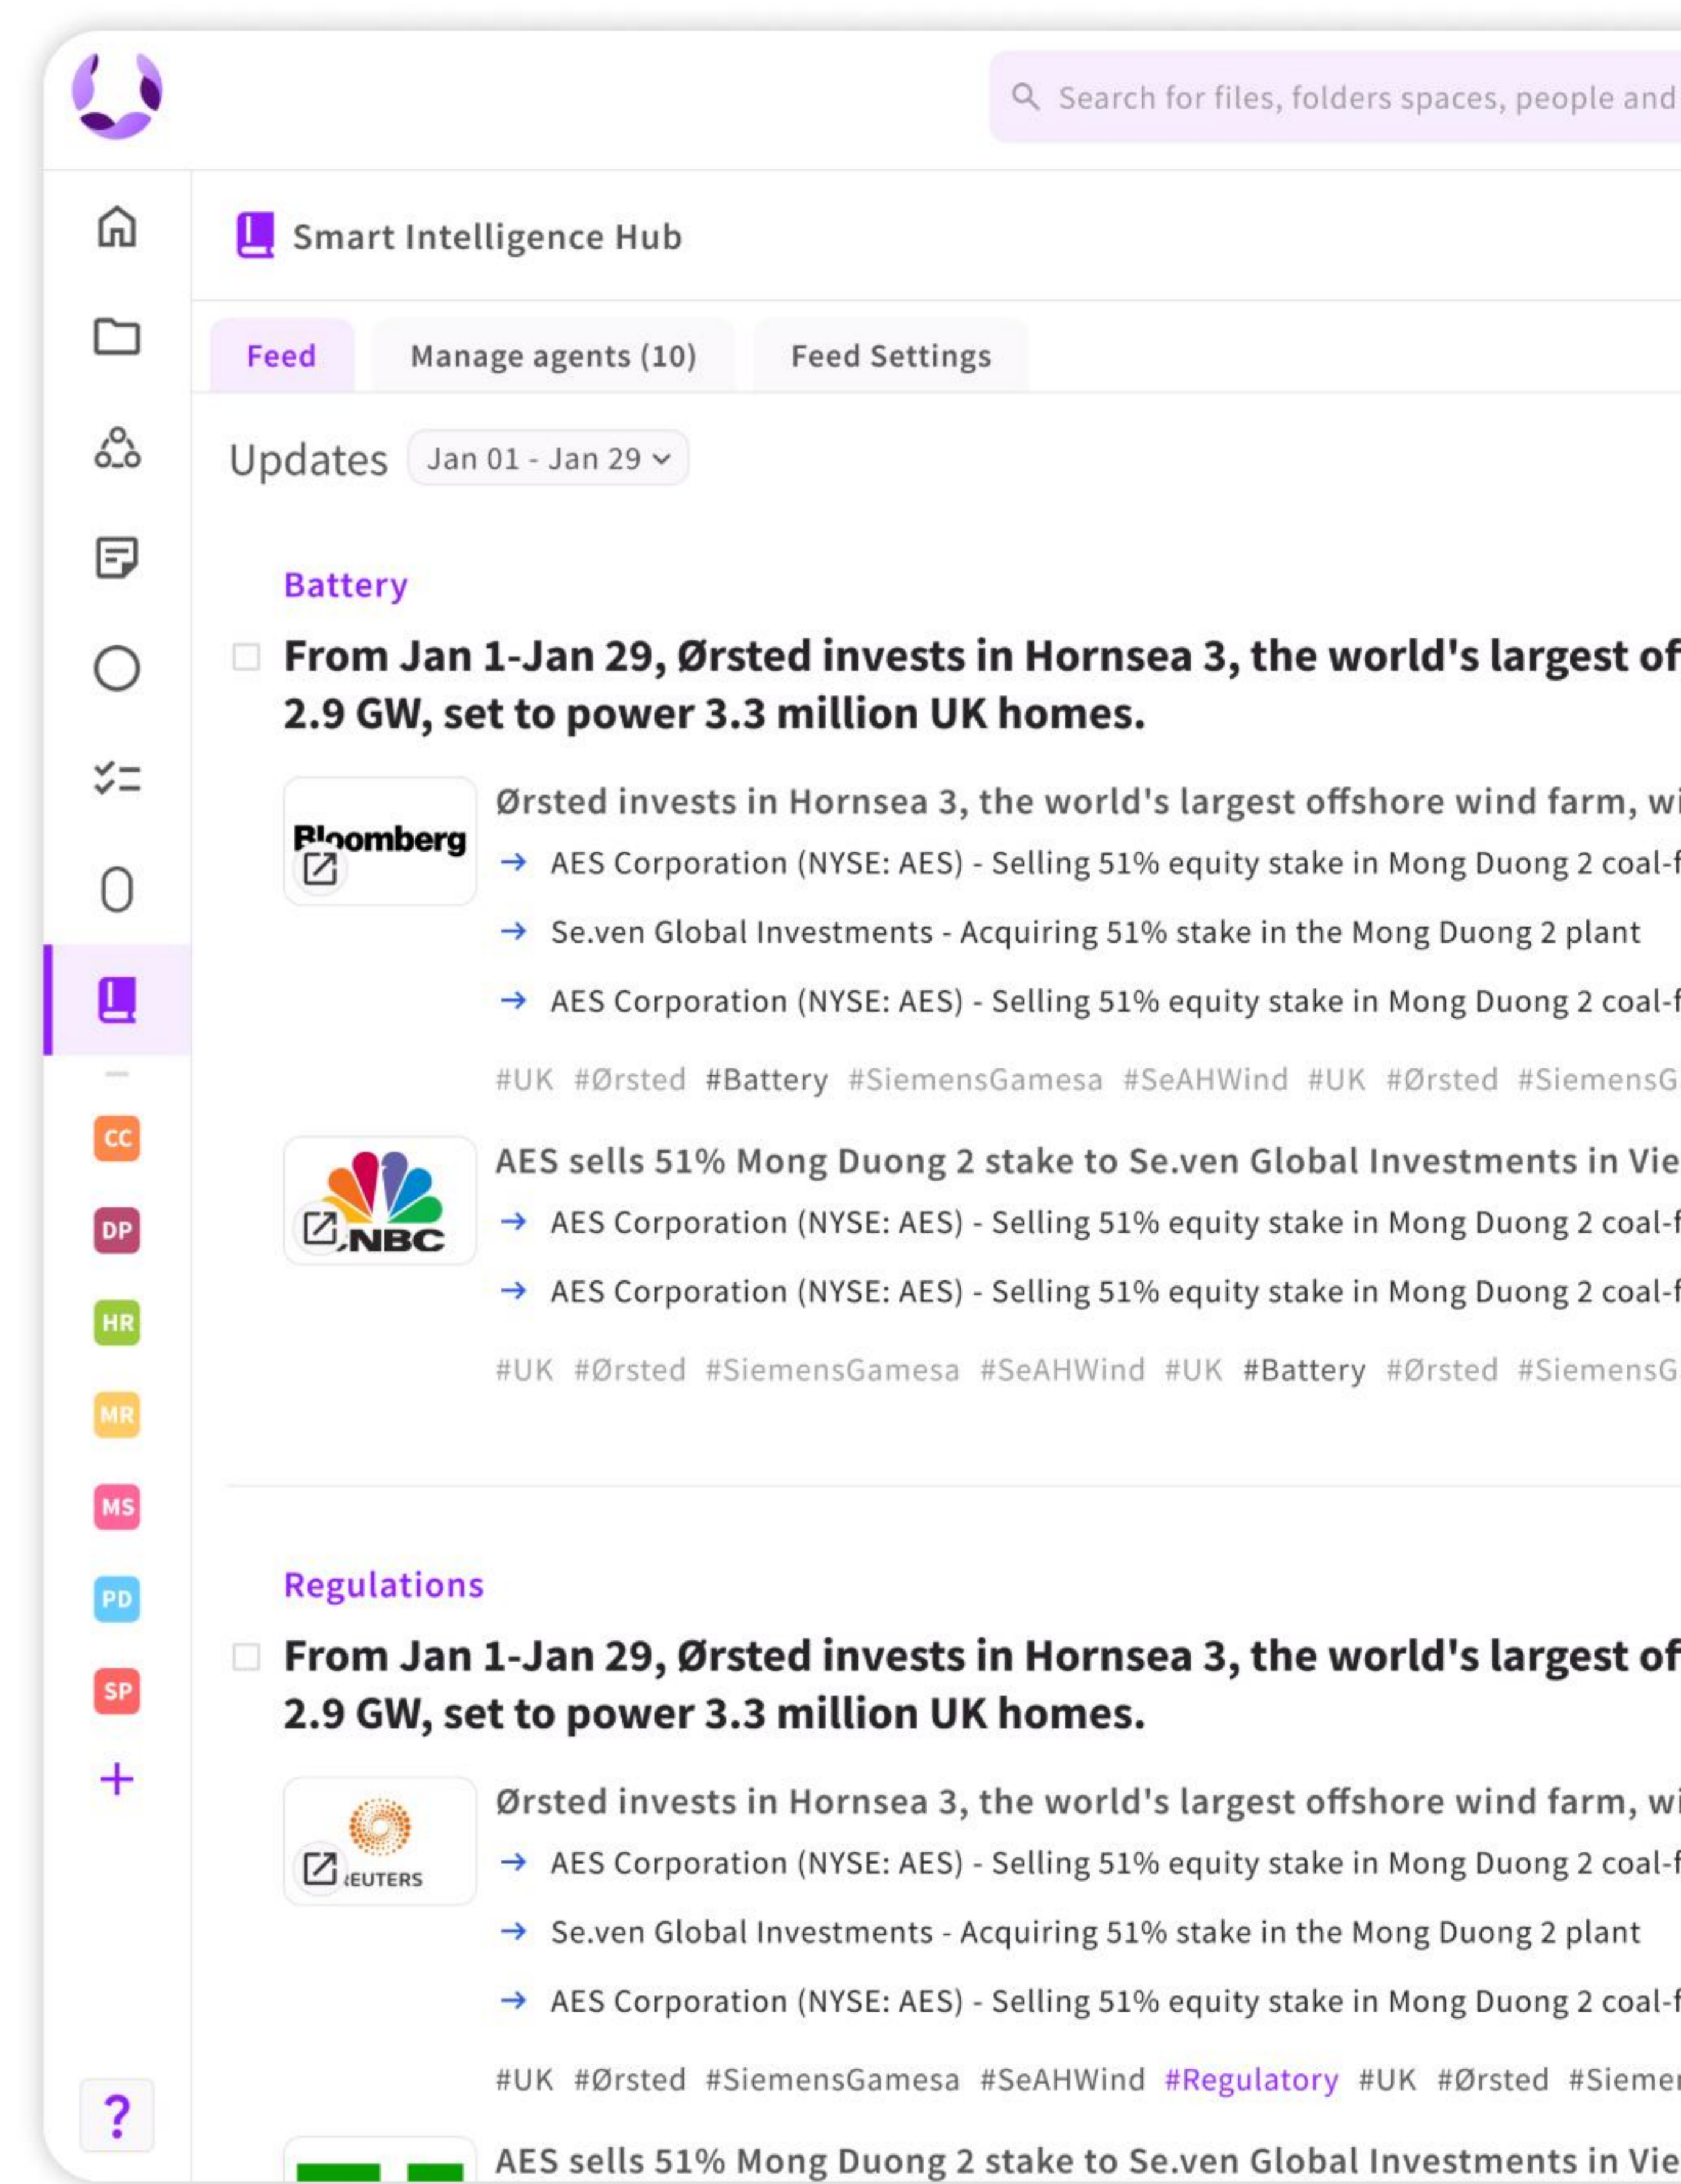 Search for files, folders spaces, people and
Smart Intelligence Hub
Feed
Manage agents (10)
Feed Settings
Updates
Jan 01 - Jan 29
Battery
From Jan 1-Jan 29, Ørsted invests in Hornsea 3, the world's largest of
2.9 GW, set to power 3.3 million UK homes.
Bloomberg
Ørsted invests in Hornsea 3, the world's largest offshore wind farm, wi
→ AES Corporation (NYSE: AES) - Selling 51% equity stake in Mong Duong 2 coal-f
→ Se.ven Global Investments - Acquiring 51% stake in the Mong Duong 2 plant
→ AES Corporation (NYSE: AES) - Selling 51% equity stake in Mong Duong 2 coal-f
#UK #Ørsted #Battery #SiemensGamesa #SeAHWind #UK #Ørsted #SiemensG
CNBC
AES sells 51% Mong Duong 2 stake to Se.ven Global Investments in Vie
→ AES Corporation (NYSE: AES) - Selling 51% equity stake in Mong Duong 2 coal-f
→ AES Corporation (NYSE: AES) - Selling 51% equity stake in Mong Duong 2 coal-f
#UK #Ørsted #SiemensGamesa #SeAHWind #UK #Battery #Ørsted #SiemensG
Regulations
From Jan 1-Jan 29, Ørsted invests in Hornsea 3, the world's largest of
2.9 GW, set to power 3.3 million UK homes.
REUTERS
Ørsted invests in Hornsea 3, the world's largest offshore wind farm, wi
→ AES Corporation (NYSE: AES) - Selling 51% equity stake in Mong Duong 2 coal-f
→ Se.ven Global Investments - Acquiring 51% stake in the Mong Duong 2 plant
→ AES Corporation (NYSE: AES) - Selling 51% equity stake in Mong Duong 2 coal-f
#UK #Ørsted #SiemensGamesa #SeAHWind #Regulatory #UK #Ørsted #Siemen
AES sells 51% Mong Duong 2 stake to Se.ven Global Investments in Vie
CC
DP
HR
MR
MS
PD
SP
+
?